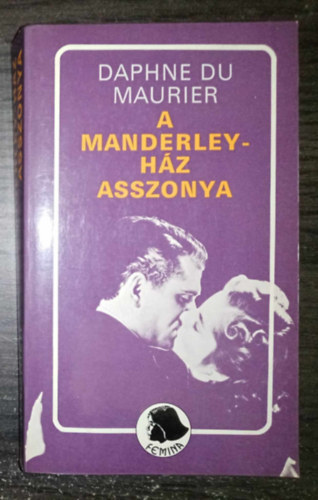 DAPHNE DU
MAURIER
A
MANDERLEY-
HÁZ
ASSZONYA
FEMINA